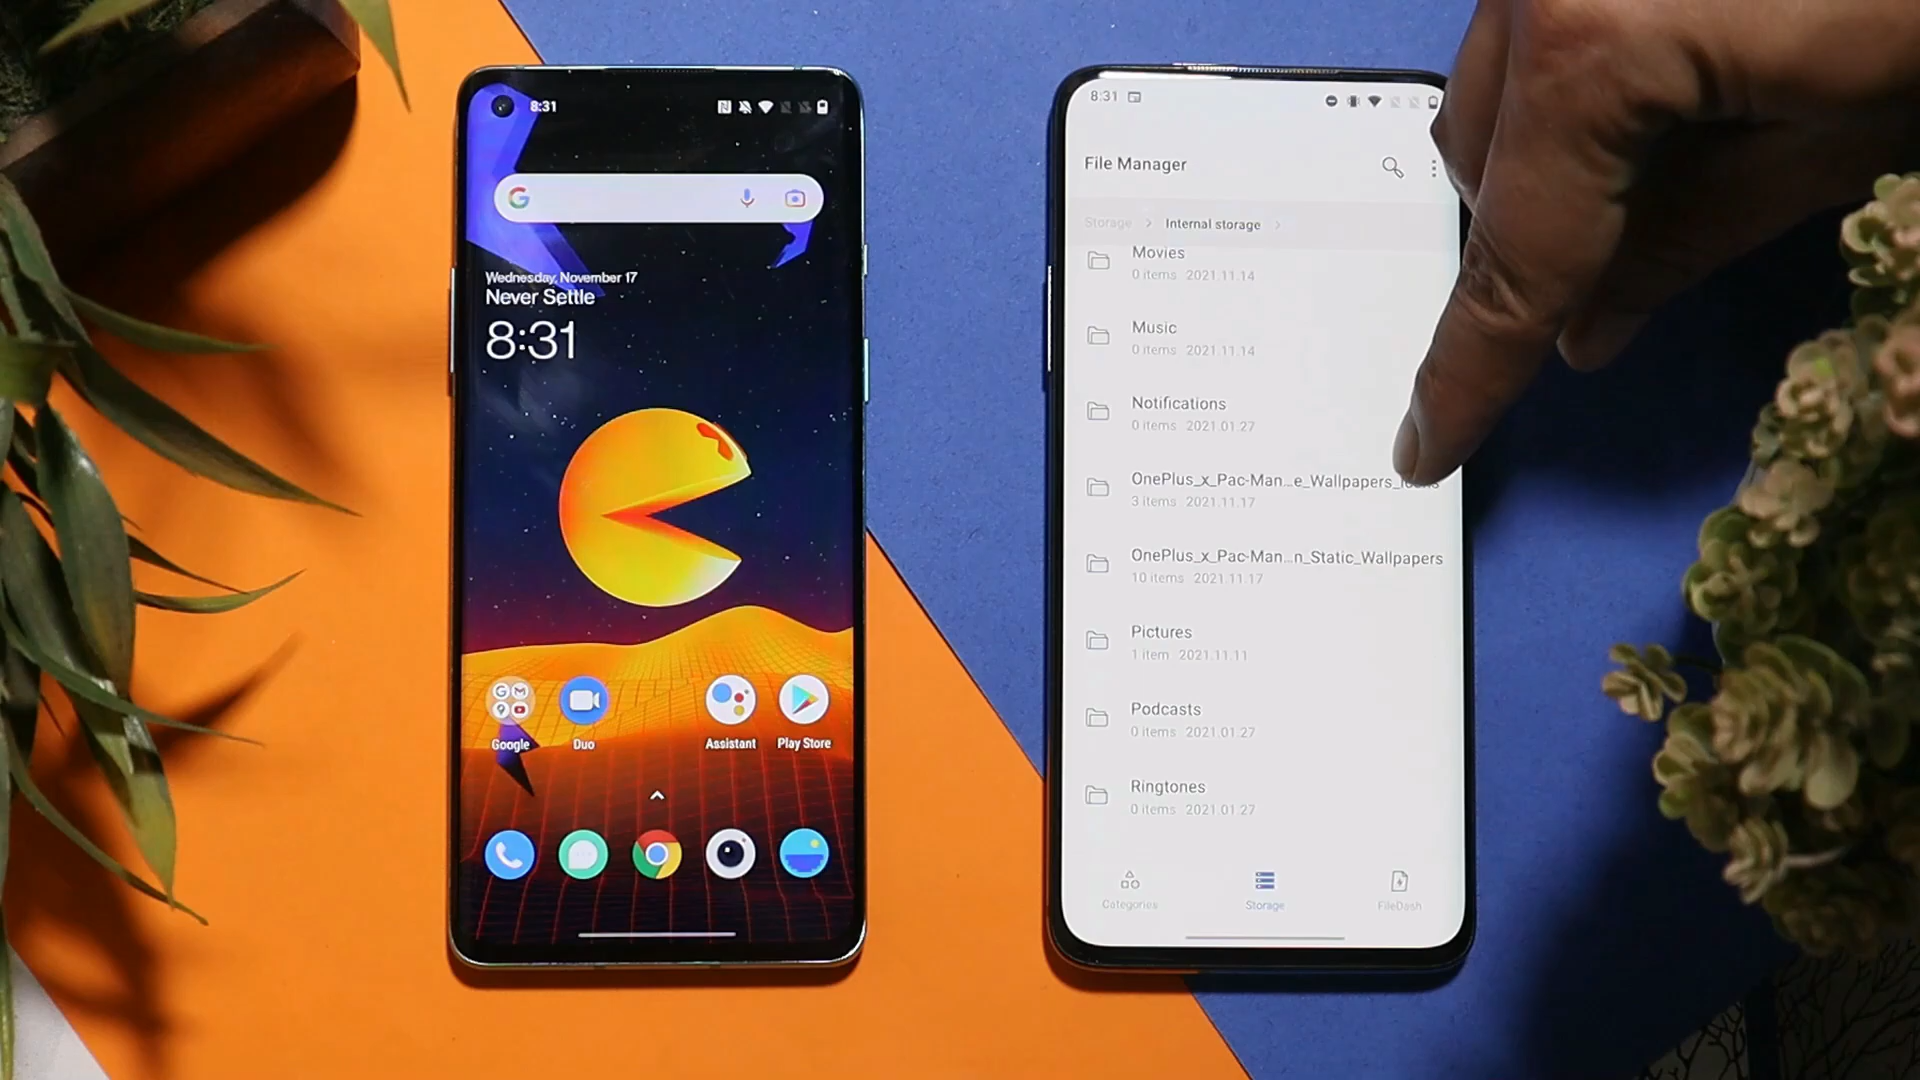 8:31
Wednesday, November 17
Never Settle
8:31
Google
Duo
Assistant
Play Store
8:31
File Manager
Storage > Internal storage >
Movies
0 items 2021.11.14
Music
0 items 2021.11.14
Notifications
0 items 2021.01.27
OnePlus_x_Pac-Man...e_Wallpapers_
3 items 2021.11.17
OnePlus_x_Pac-Man...n_Static_Wallpapers
10 items 2021.11.17
Pictures
1 item 2021.11.11
Podcasts
0 items 2021.01.27
Ringtones
0 items 2021.01.27
Categories
Storage
FileDash